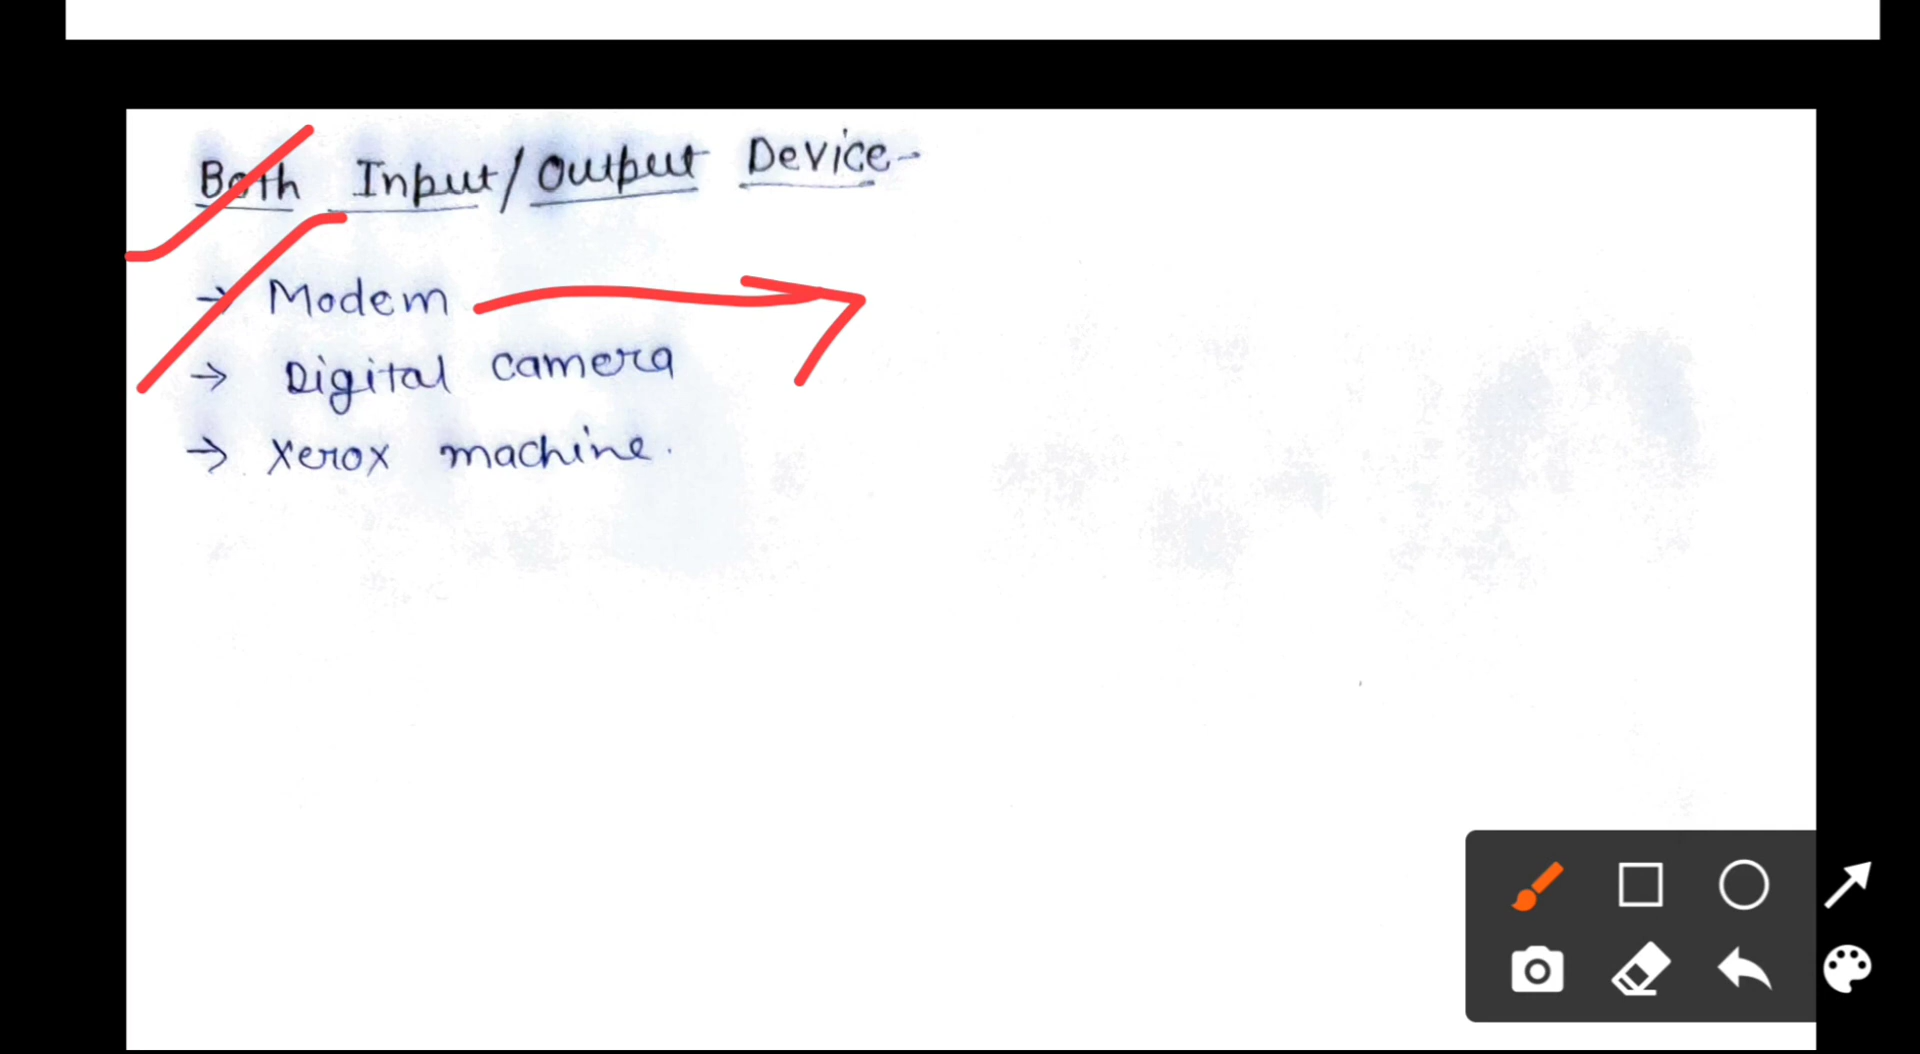 Both Input/Output Device-
→ Modem
→ Digital camera
→ Xerox machine.